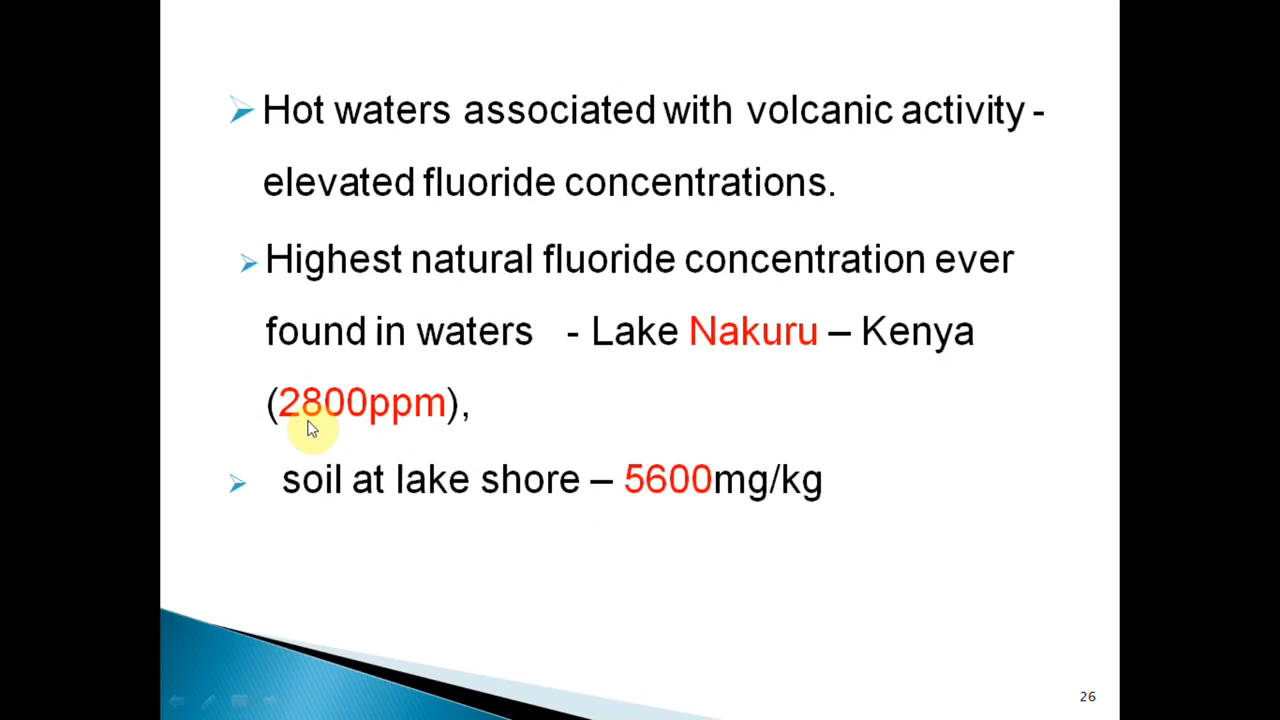 Hot waters associated with volcanic activity -
elevated fluoride concentrations.
Highest natural fluoride concentration ever
found in waters - Lake Nakuru – Kenya
(2800ppm),
soil at lake shore – 5600mg/kg
26